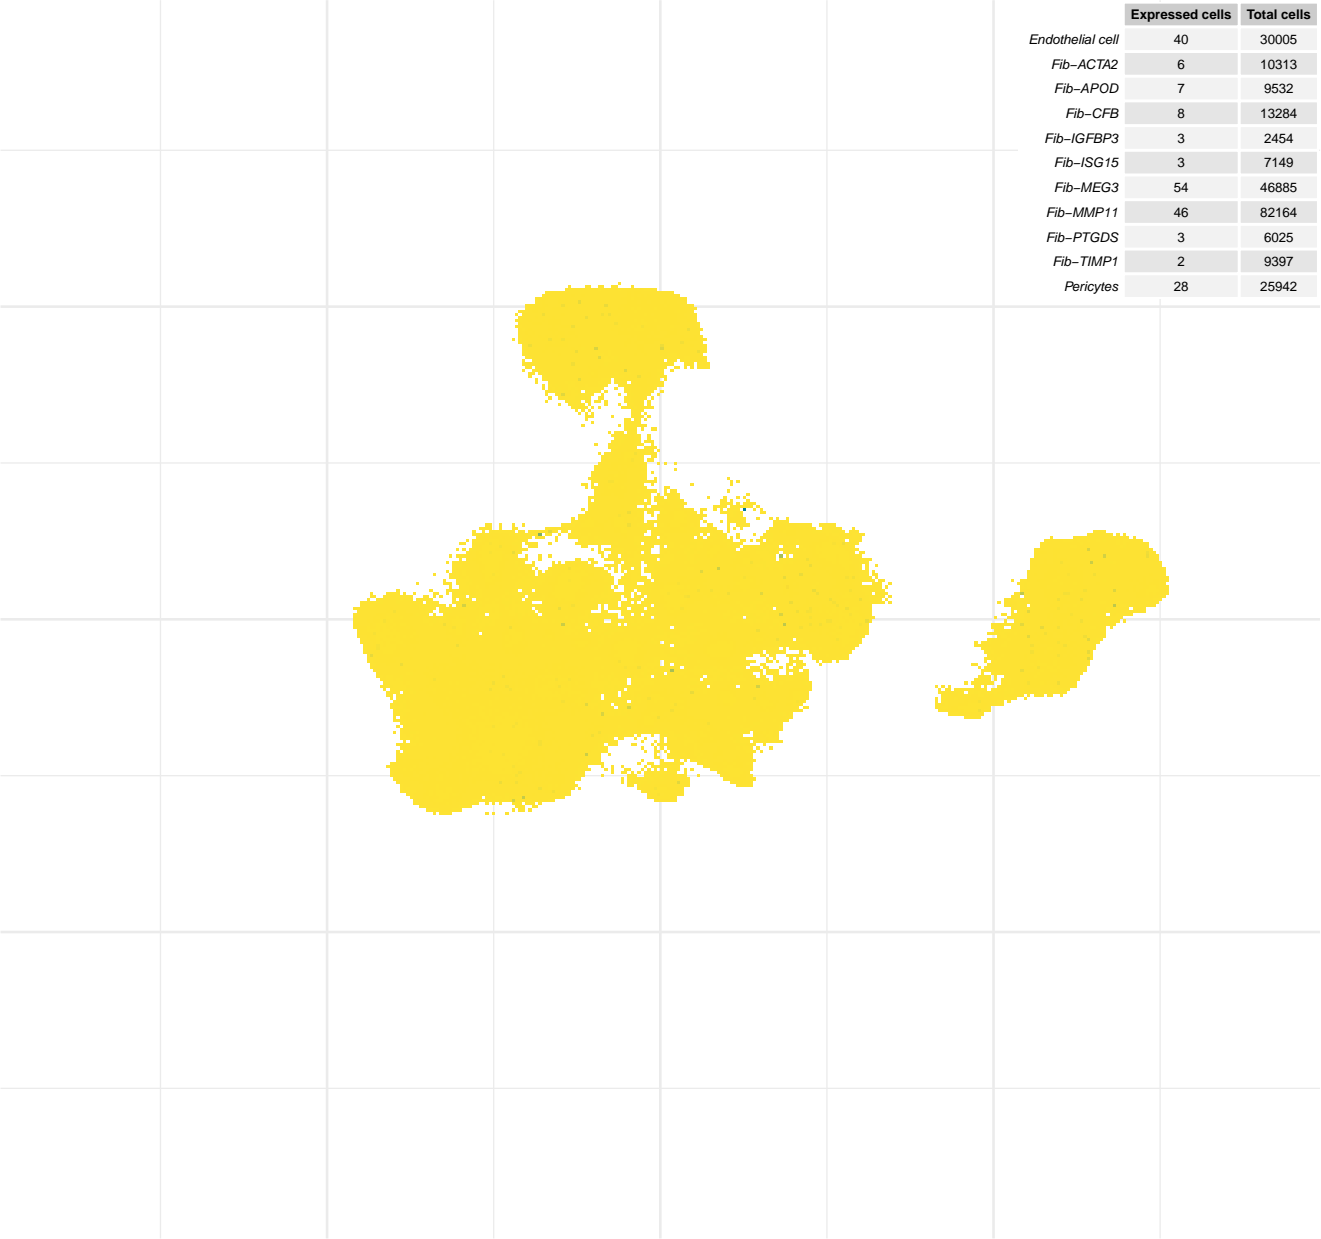 Expressed cells Total cells
Endothelial cell 40 30005
Fib−ACTA2 6 10313
Fib−APOD 7 9532
Fib−CFB 8 13284
Fib−IGFBP3 3 2454
Fib−ISG15 3 7149
Fib−MEG3 54 46885
Fib−MMP11 46 82164
Fib−PTGDS 3 6025
Fib−TIMP1 2 9397
Pericytes 28 25942